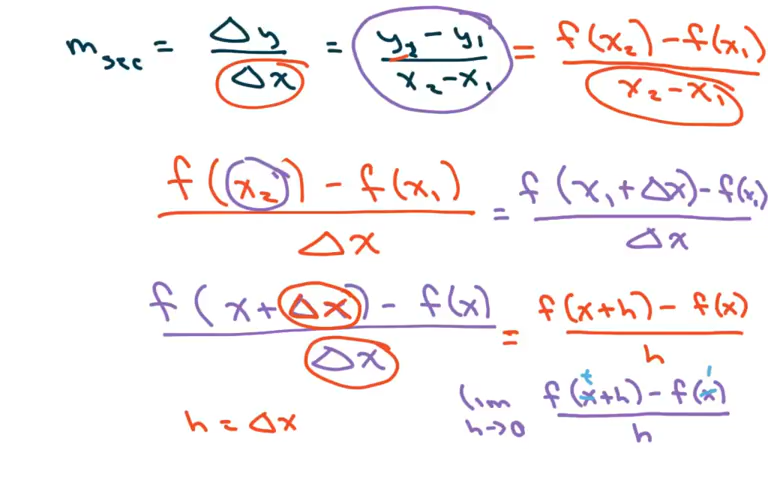 m_sec = Δy/Δx = (y₂ - y₁)/(x₂ - x₁) = (f(x₂) - f(x₁))/(x₂ - x₁)
(f(x₂) - f(x₁))/Δx = (f(x₁ + Δx) - f(x₁))/Δx
(f(x + Δx) - f(x))/Δx = (f(x + h) - f(x))/h
h = Δx
lim h→0 (f(x + h) - f(x))/h